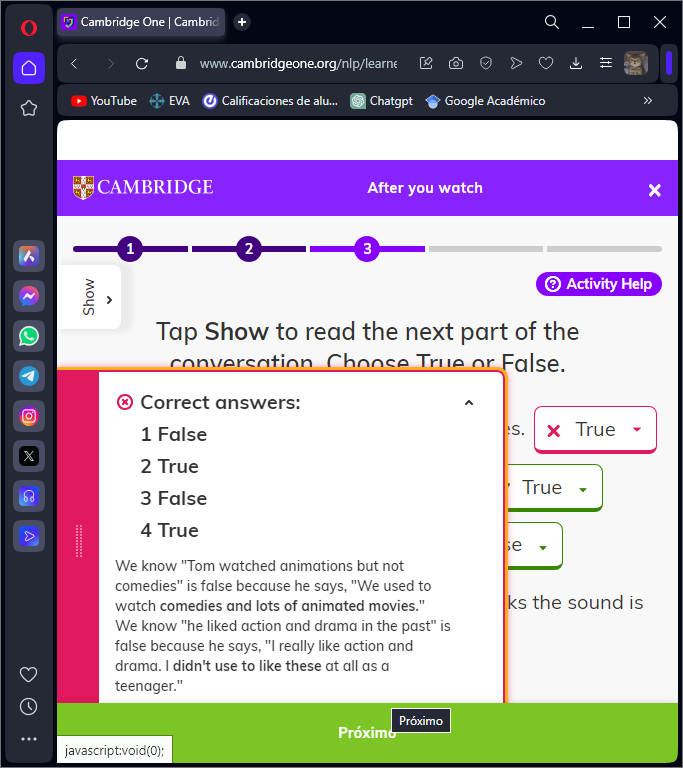 Cambridge One | Cambrid
www.cambridgeone.org/nlp/learne
YouTube
EVA
Calificaciones de alu...
Chatgpt
Google Académico
CAMBRIDGE
After you watch
1
2
3
Show
Activity Help
Tap Show to read the next part of the
conversation. Choose True or False.
es.
True
True
se
ks the sound is
Correct answers:
1 False
2 True
3 False
4 True
We know "Tom watched animations but not
comedies" is false because he says, "We used to
watch comedies and lots of animated movies."
We know "he liked action and drama in the past" is
false because he says, "I really like action and
drama. I didn't use to like these at all as a
teenager."
Próximo
Próximo
javascript:void(0);